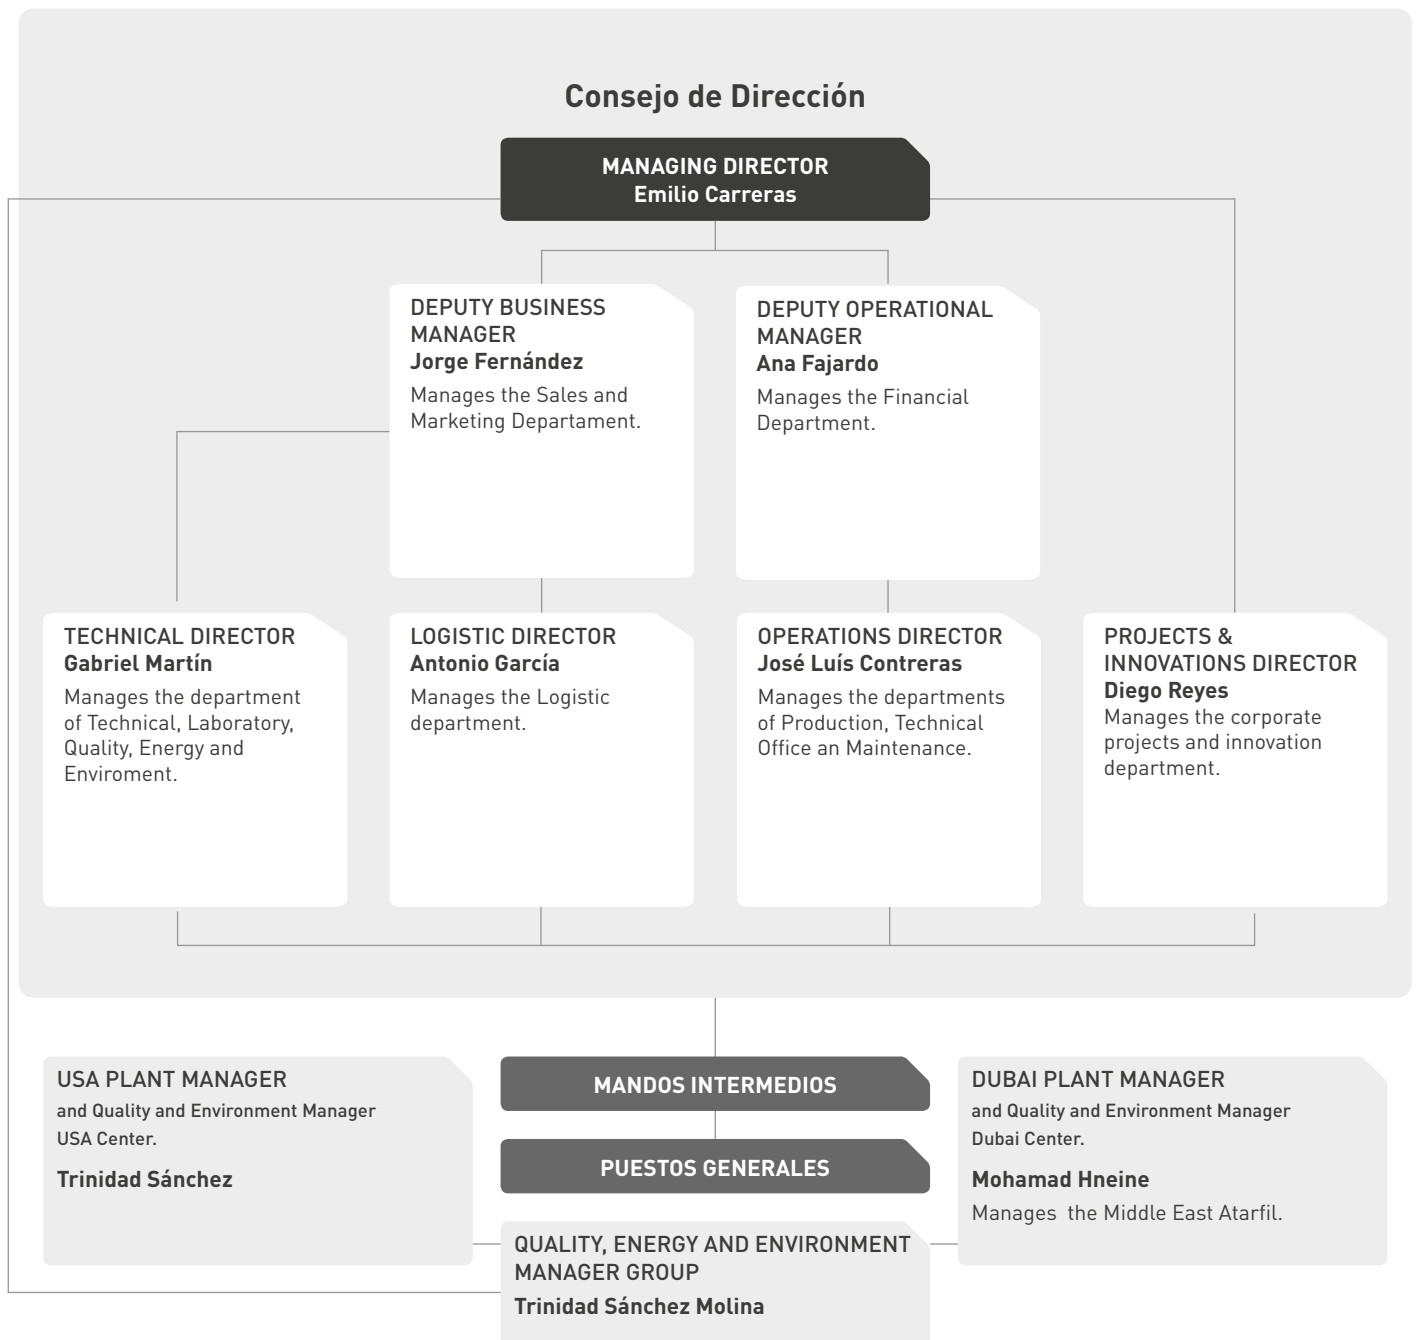 Consejo de Dirección
MANAGING DIRECTOR
Emilio Carreras
DEPUTY BUSINESS
MANAGER
Jorge Fernández
Manages the Sales and
Marketing Departament.
DEPUTY OPERATIONAL
MANAGER
Ana Fajardo
Manages the Financial
Department.
TECHNICAL DIRECTOR
Gabriel Martín
Manages the department
of Technical, Laboratory,
Quality, Energy and
Enviroment.
LOGISTIC DIRECTOR
Antonio García
Manages the Logistic
department.
OPERATIONS DIRECTOR
José Luís Contreras
Manages the departments
of Production, Technical
Office an Maintenance.
PROJECTS &
INNOVATIONS DIRECTOR
Diego Reyes
Manages the corporate
projects and innovation
department.
USA PLANT MANAGER
and Quality and Environment Manager
USA Center.
Trinidad Sánchez
MANDOS INTERMEDIOS
PUESTOS GENERALES
DUBAI PLANT MANAGER
and Quality and Environment Manager
Dubai Center.
Mohamad Hneine
Manages the Middle East Atarfil.
QUALITY, ENERGY AND ENVIRONMENT
MANAGER GROUP
Trinidad Sánchez Molina